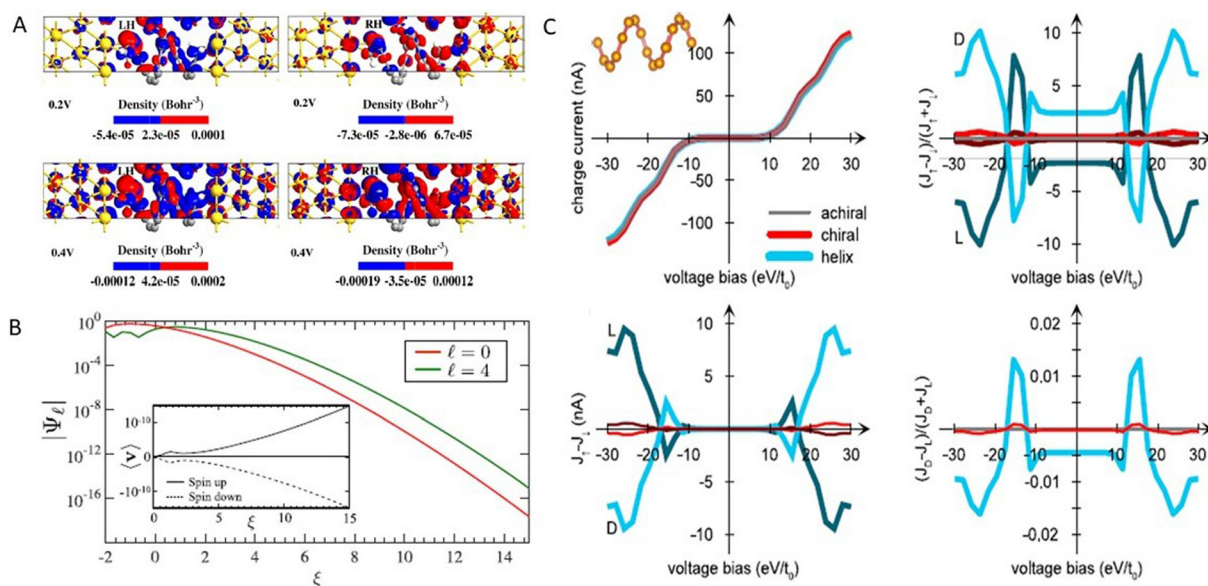 A
LH
RH
0.2V
Density (Bohr⁻³)
-5.4e-05 2.3e-05 0.0001
0.2V
Density (Bohr⁻³)
-7.3e-05 -2.8e-06 6.7e-05
LH
RH
0.4V
Density (Bohr⁻³)
-0.00012 4.2e-05 0.0002
0.4V
Density (Bohr⁻³)
-0.00019 -3.5e-05 0.00012
B
10⁰
10⁻⁴
10⁻⁸
10⁻¹²
10⁻¹⁶
|Ψℓ|
ℓ = 0
ℓ = 4
10⁻¹⁰
0
-10⁻¹⁰
⟨v⟩
Spin up
Spin down
0 5 10 15
ξ
-2 0 2 4 6 8 10 12 14
ξ
C
charge current (nA)
100
50
-50
-100
-30 -20 -10 10 20 30
achiral
chiral
helix
voltage bias (eV/t₀)
(J↑-J↓)/(J↑+J↓)
D
L
10
5
-5
-10
-30 -20 -10 10 20 30
voltage bias (eV/t₀)
J↑-J↓ (nA)
L
D
10
5
-5
-10
-30 -20 -10 10 20 30
voltage bias (eV/t₀)
(J_D-J_L)/(J_D+J_L)
0.02
0.01
-0.01
-0.02
-30 -20 -10 10 20 30
voltage bias (eV/t₀)